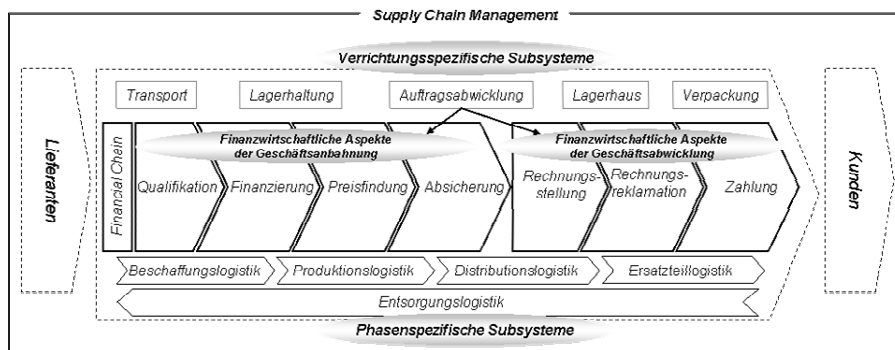 Supply Chain Management
Verrichtungsspezifische Subsysteme
Transport
Lagerhaltung
Auftragsabwicklung
Lagerhaus
Verpackung
Lieferanten
Financial Chain
Finanzwirtschaftliche Aspekte
der Geschäftsanbahnung
Finanzwirtschaftliche Aspekte
der Geschäftsabwicklung
Qualifikation
Finanzierung
Preisfindung
Absicherung
Rechnungs-
stellung
Rechnungs-
reklamation
Zahlung
Kunden
Beschaffungslogistik
Produktionslogistik
Distributionslogistik
Ersatzteillogistik
Entsorgungslogistik
Phasenspezifische Subsysteme